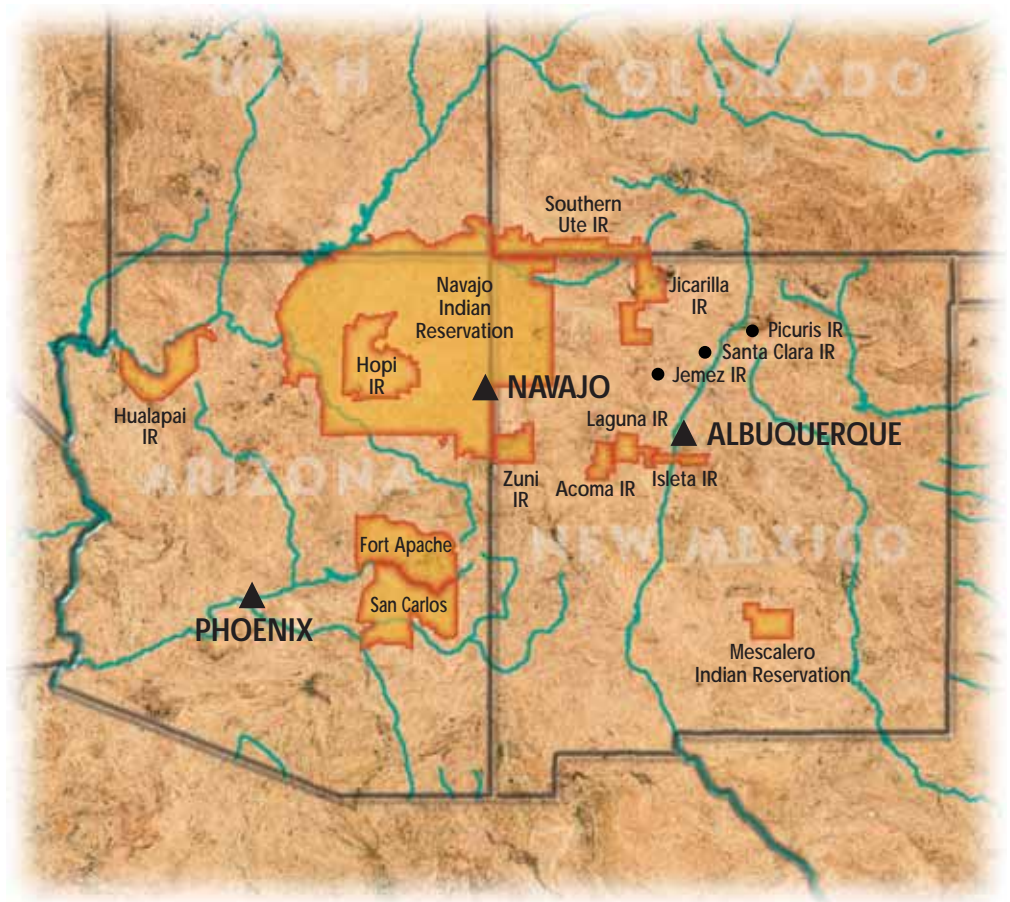 UTAH
COLORADO
Southern
Ute IR
Navajo
Indian
Reservation
Jicarilla
IR
Picuris IR
Santa Clara IR
Jemez IR
Hopi
IR
NAVAJO
Hualapai
IR
Laguna IR
ALBUQUERQUE
ARIZONA
Zuni
IR
Acoma IR
Isleta IR
NEW MEXICO
Fort Apache
San Carlos
PHOENIX
Mescalero
Indian Reservation